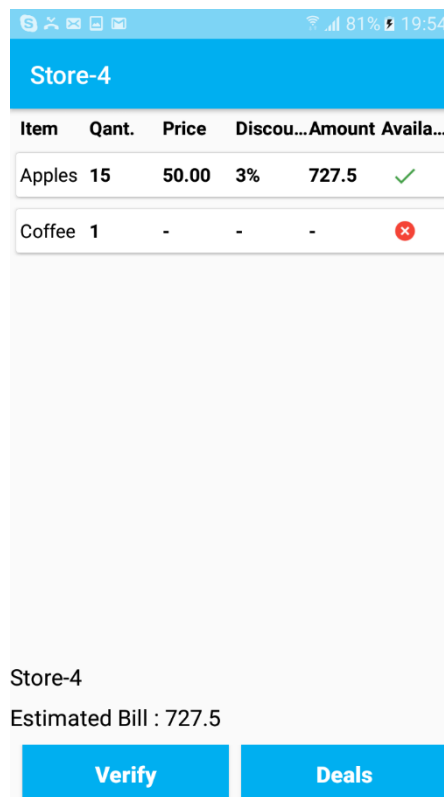 81% 19:54
Store-4
Item Qant. Price Discou... Amount Availa...
Apples 15 50.00 3% 727.5
Coffee 1 - - -
Store-4
Estimated Bill : 727.5
Verify Deals